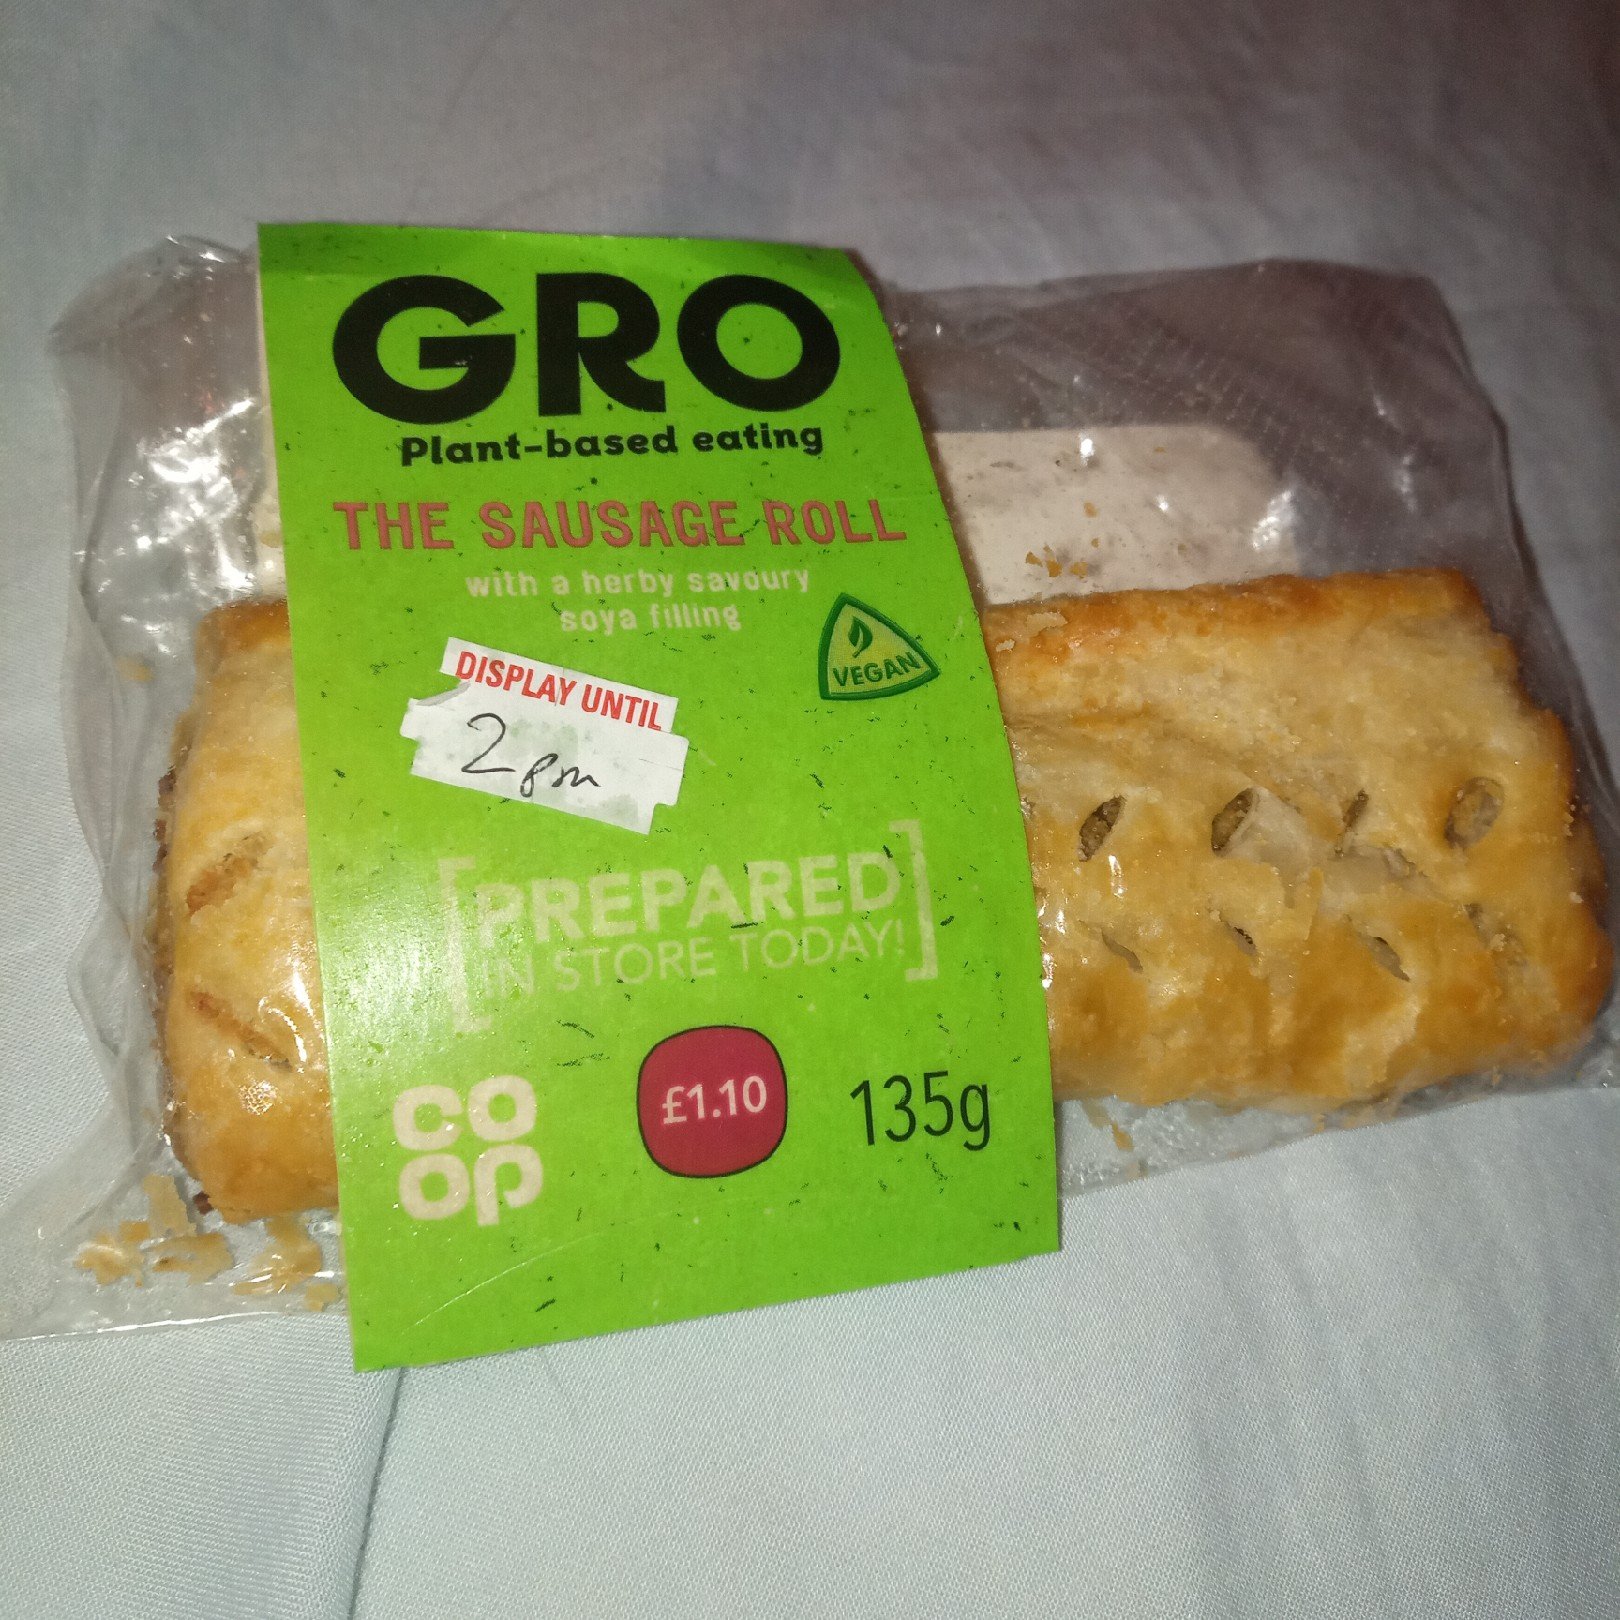 GRO
Plant-based eating
THE SAUSAGE ROLL
with a herby savoury
soya filling
VEGAN
DISPLAY UNTIL
2pm
[PREPARED
IN STORE TODAY!]
CO
OP
£1.10
135g